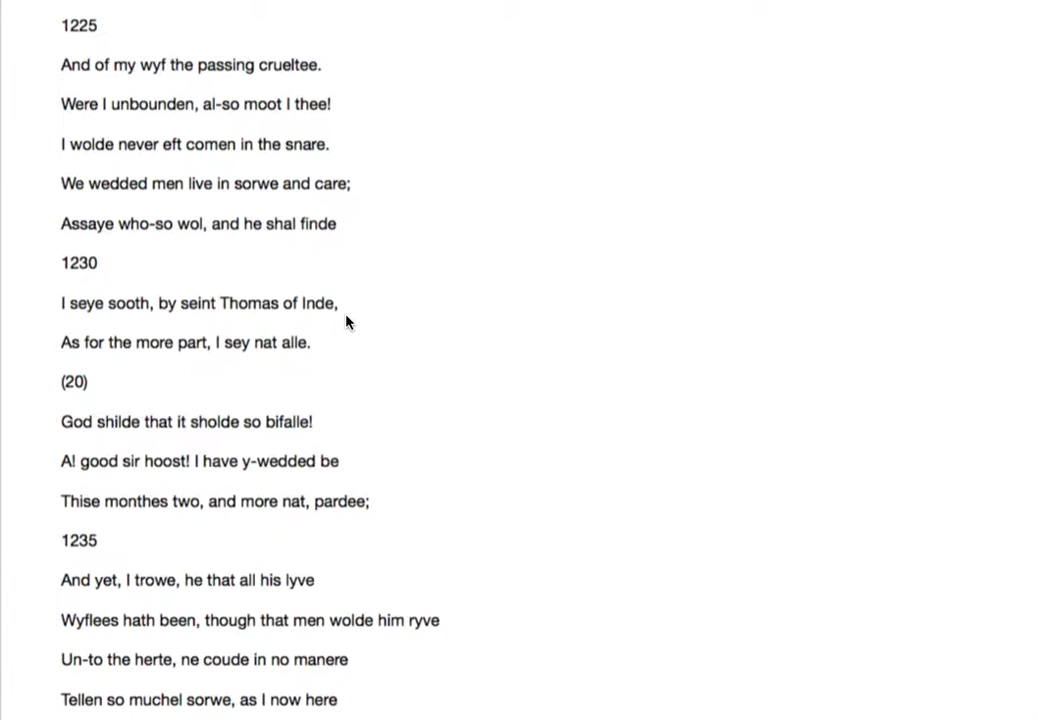 1225
And of my wyf the passing crueltee.
Were I unbounden, al-so moot I thee!
I wolde never eft comen in the snare.
We wedded men live in sorwe and care;
Assaye who-so wol, and he shal finde
1230
I seye sooth, by seint Thomas of Inde,
As for the more part, I sey nat alle.
(20)
God shilde that it sholde so bifalle!
A! good sir hoost! I have y-wedded be
Thise monthes two, and more nat, pardee;
1235
And yet, I trowe, he that all his lyve
Wyflees hath been, though that men wolde him ryve
Un-to the herte, ne coude in no manere
Tellen so muchel sorwe, as I now here